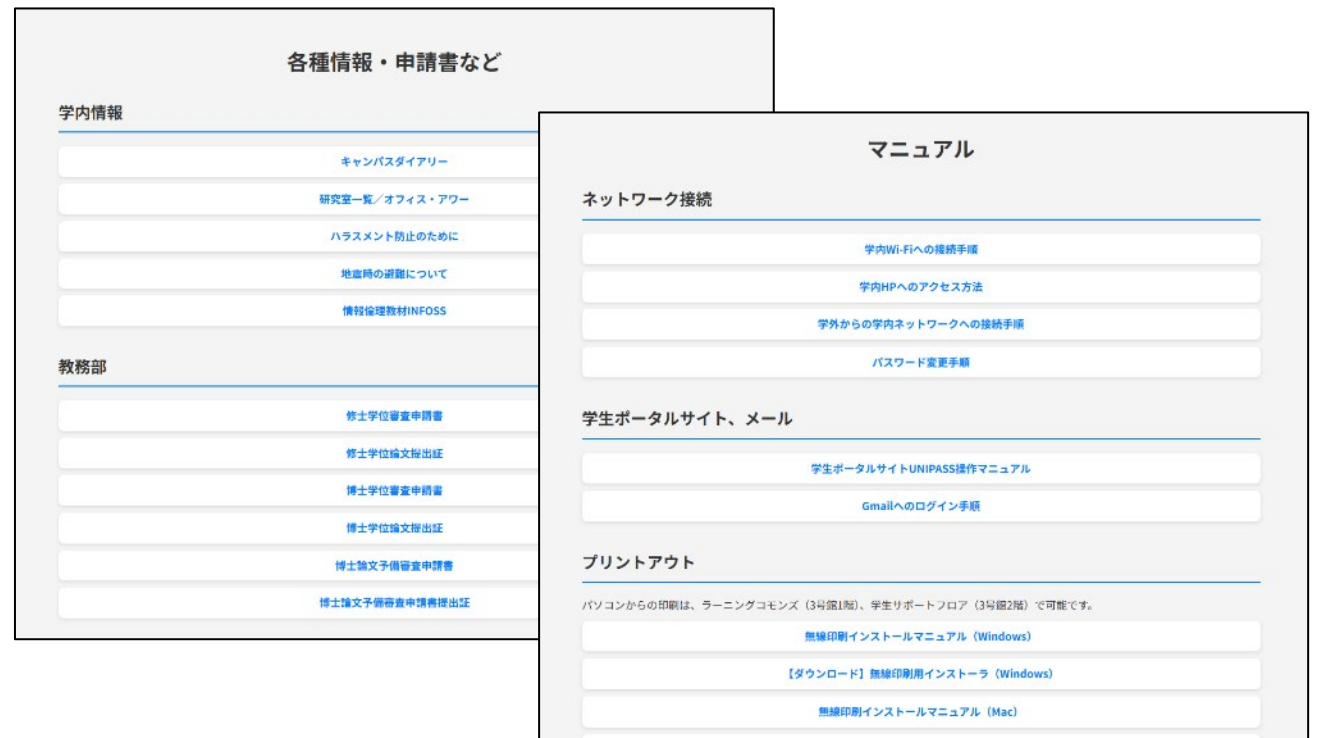 各種情報・申請書など
学内情報
キャンパスダイアリー
研究室一覧／オフィス・アワー
ハラスメント防止のために
地震時の避難について
情報倫理教材INFOSS
教務部
修士学位審査申請書
修士学位論文提出証
博士学位審査申請書
博士学位論文提出証
博士論文予備審査申請書
博士論文予備審査申請書提出証
マニュアル
ネットワーク接続
学内Wi-Fiへの接続手順
学内HPへのアクセス方法
学外からの学内ネットワークへの接続手順
パスワード変更手順
学生ポータルサイト、メール
学生ポータルサイトUNIPASS操作マニュアル
Gmailへのログイン手順
プリントアウト
パソコンからの印刷は、ラーニングコモンズ（3号館1階）、学生サポートフロア（3号館2階）で可能です。
無線印刷インストールマニュアル（Windows）
【ダウンロード】無線印刷用インストーラ（Windows）
無線印刷インストールマニュアル（Mac）